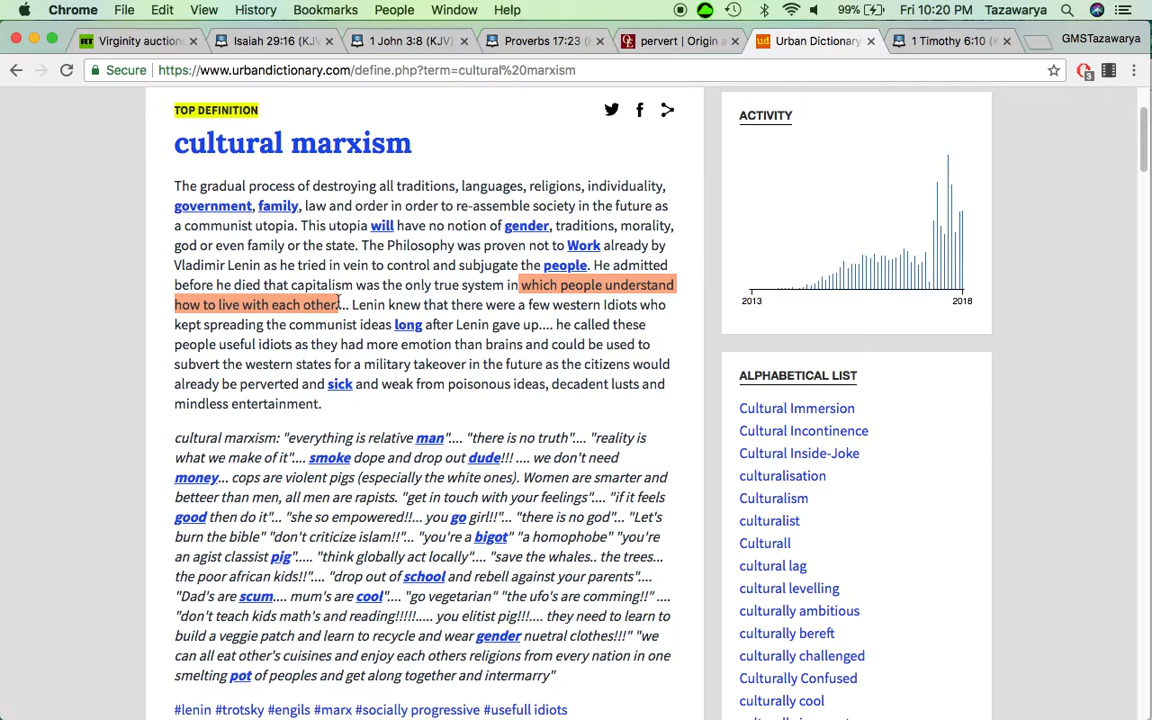 Chrome File Edit View History Bookmarks People Window Help 99% Fri 10:20 PM Tazawarya
RT Virginity auction: Isaiah 29:16 (KJV) 1 John 3:8 (KJV) Proverbs 17:23 (K pervert | Origin a ud Urban Dictionary 1 Timothy 6:10 (K GMSTazawarya
Secure https://www.urbandictionary.com/define.php?term=cultural%20marxism 3
TOP DEFINITION
cultural marxism
The gradual process of destroying all traditions, languages, religions, individuality,
government, family, law and order in order to re-assemble society in the future as
a communist utopia. This utopia will have no notion of gender, traditions, morality,
god or even family or the state. The Philosophy was proven not to Work already by
Vladimir Lenin as he tried in vein to control and subjugate the people. He admitted
before he died that capitalism was the only true system in which people understand
how to live with each other... Lenin knew that there were a few western Idiots who
kept spreading the communist ideas long after Lenin gave up.... he called these
people useful idiots as they had more emotion than brains and could be used to
subvert the western states for a military takeover in the future as the citizens would
already be perverted and sick and weak from poisonous ideas, decadent lusts and
mindless entertainment.
cultural marxism: "everything is relative man".... "there is no truth".... "reality is
what we make of it".... smoke dope and drop out dude!!! .... we don't need
money... cops are violent pigs (especially the white ones). Women are smarter and
betteer than men, all men are rapists. "get in touch with your feelings".... "if it feels
good then do it"... "she so empowered!!... you go girl!!"... "there is no god"... "Let's
burn the bible" "don't criticize islam!!"... "you're a bigot" "a homophobe" "you're
an agist classist pig"..... "think globally act locally"... "save the whales.. the trees...
the poor african kids!!".... "drop out of school and rebell against your parents"....
"Dad's are scum.... mum's are cool".... "go vegetarian" "the ufo's are comming!!" ....
"don't teach kids math's and reading!!!!!..... you elitist pig!!!.... they need to learn to
build a veggie patch and learn to recycle and wear gender nuetral clothes!!!" "we
can all eat other's cuisines and enjoy each others religions from every nation in one
smelting pot of peoples and get along together and intermarry"
#lenin #trotsky #engils #marx #socially progressive #usefull idiots
ACTIVITY
2013 2018
ALPHABETICAL LIST
Cultural Immersion
Cultural Incontinence
Cultural Inside-Joke
culturalisation
Culturalism
culturalist
Culturall
cultural lag
cultural levelling
culturally ambitious
culturally bereft
culturally challenged
Culturally Confused
culturally cool